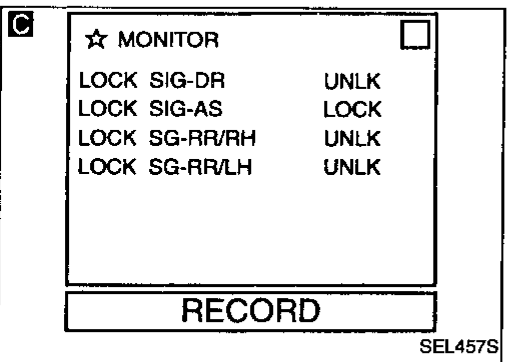 C
☆ MONITOR
LOCK SIG-DR UNLK
LOCK SIG-AS LOCK
LOCK SG-RR/RH UNLK
LOCK SG-RR/LH UNLK
RECORD
SEL457S